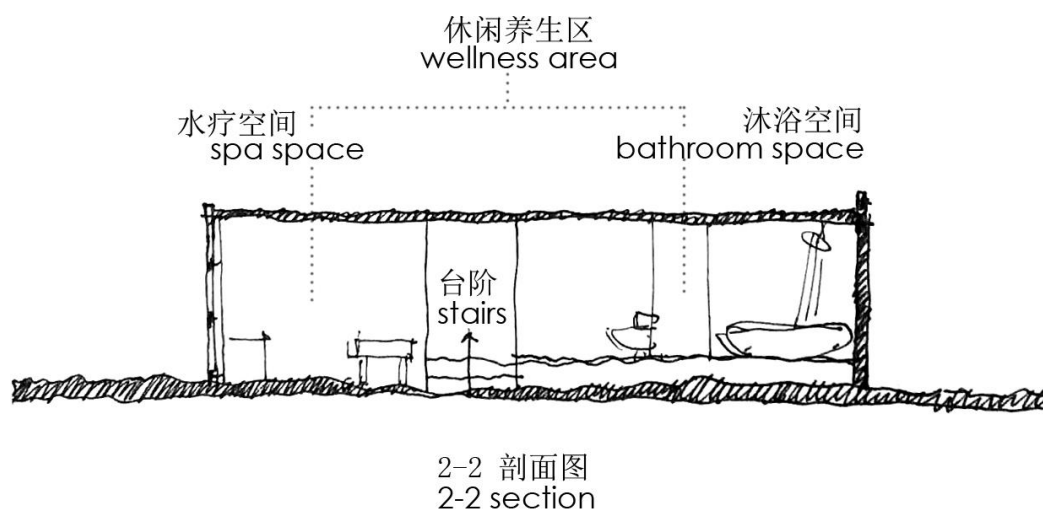 休闲养生区
wellness area
水疗空间
spa space
沐浴空间
bathroom space
台阶
stairs
2-2 剖面图
2-2 section